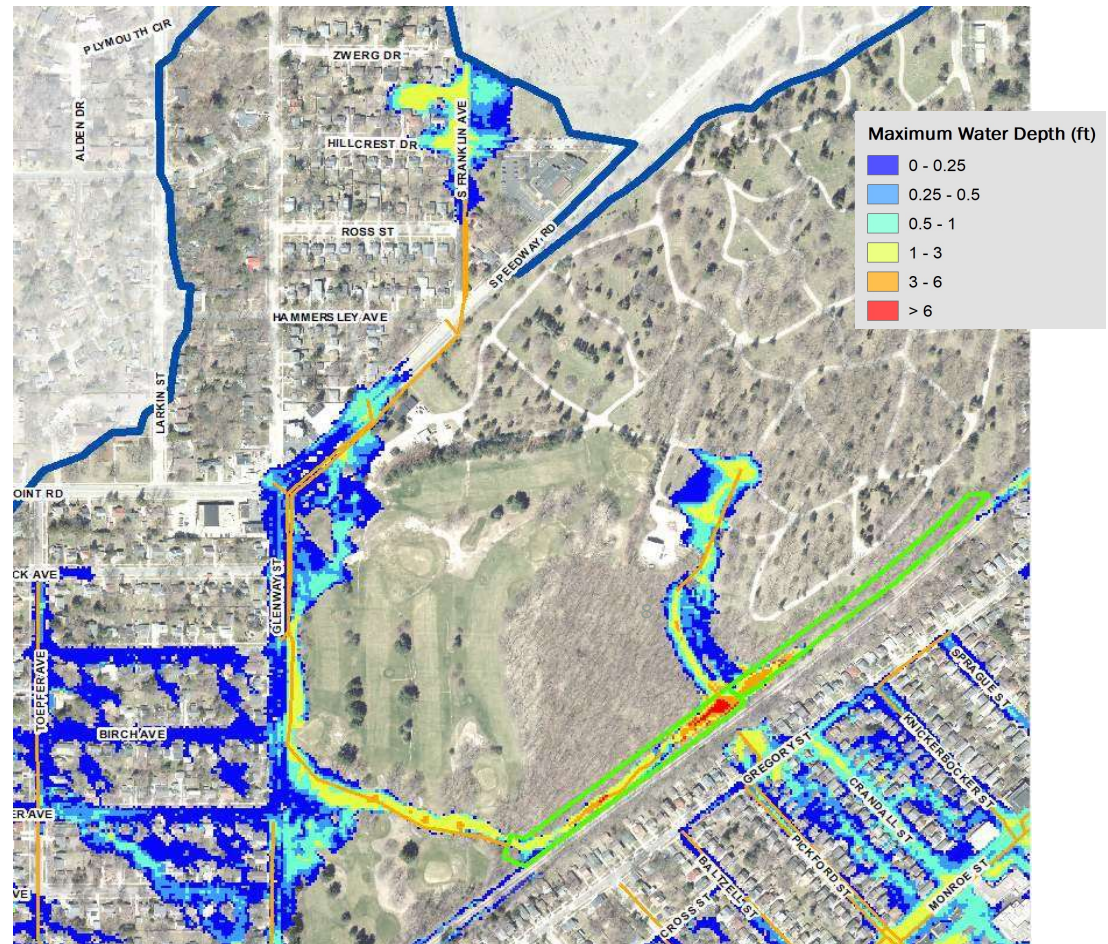 PLYMOUTH CIR
ZWERG DR
ALDEN DR
S FRANKLIN AVE
HILLCREST DR
ROSS ST
SPEEDWAY RD
HAMMERSLEY AVE
LARKIN ST
OINT RD
CK AVE
GLENWAY ST
TOEPFER AVE
BIRCH AVE
ER AVE
VE
SPRAGUE ST
KNICKERBOCKER ST
GREGORY ST
CRANDALL ST
PICKFORD ST
BALTZELL ST
CROSS ST
MONROE ST
Maximum Water Depth (ft)
0 - 0.25
0.25 - 0.5
0.5 - 1
1 - 3
3 - 6
> 6